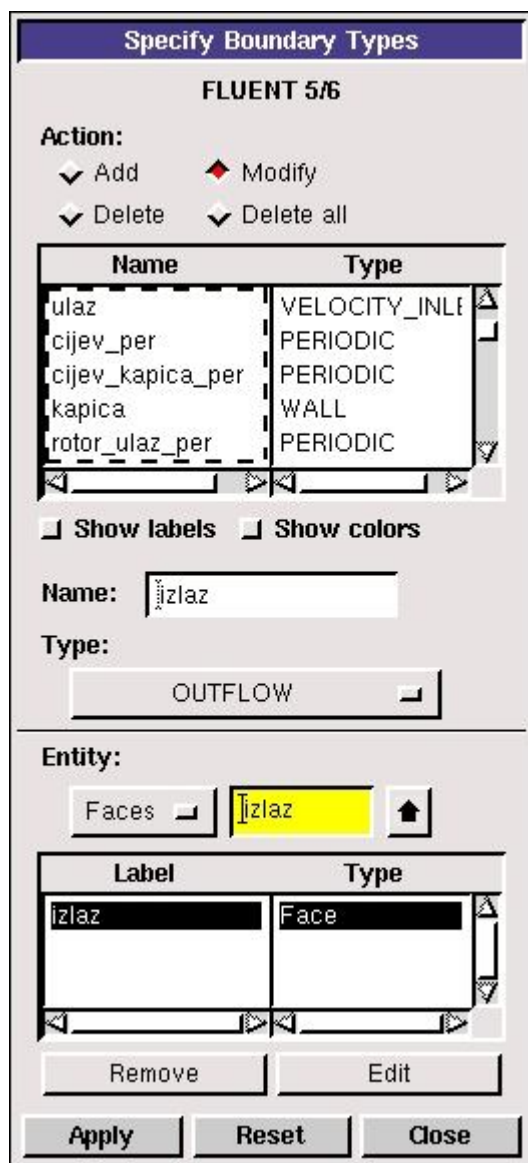 Specify Boundary Types
FLUENT 5/6
Action:
Add Modify
Delete Delete all
Name Type
ulaz VELOCITY_INLE
cijev_per PERIODIC
cijev_kapica_per PERIODIC
kapica WALL
rotor_ulaz_per PERIODIC
Show labels Show colors
Name: izlaz
Type:
OUTFLOW
Entity:
Faces izlaz
Label Type
izlaz Face
Remove Edit
Apply Reset Close